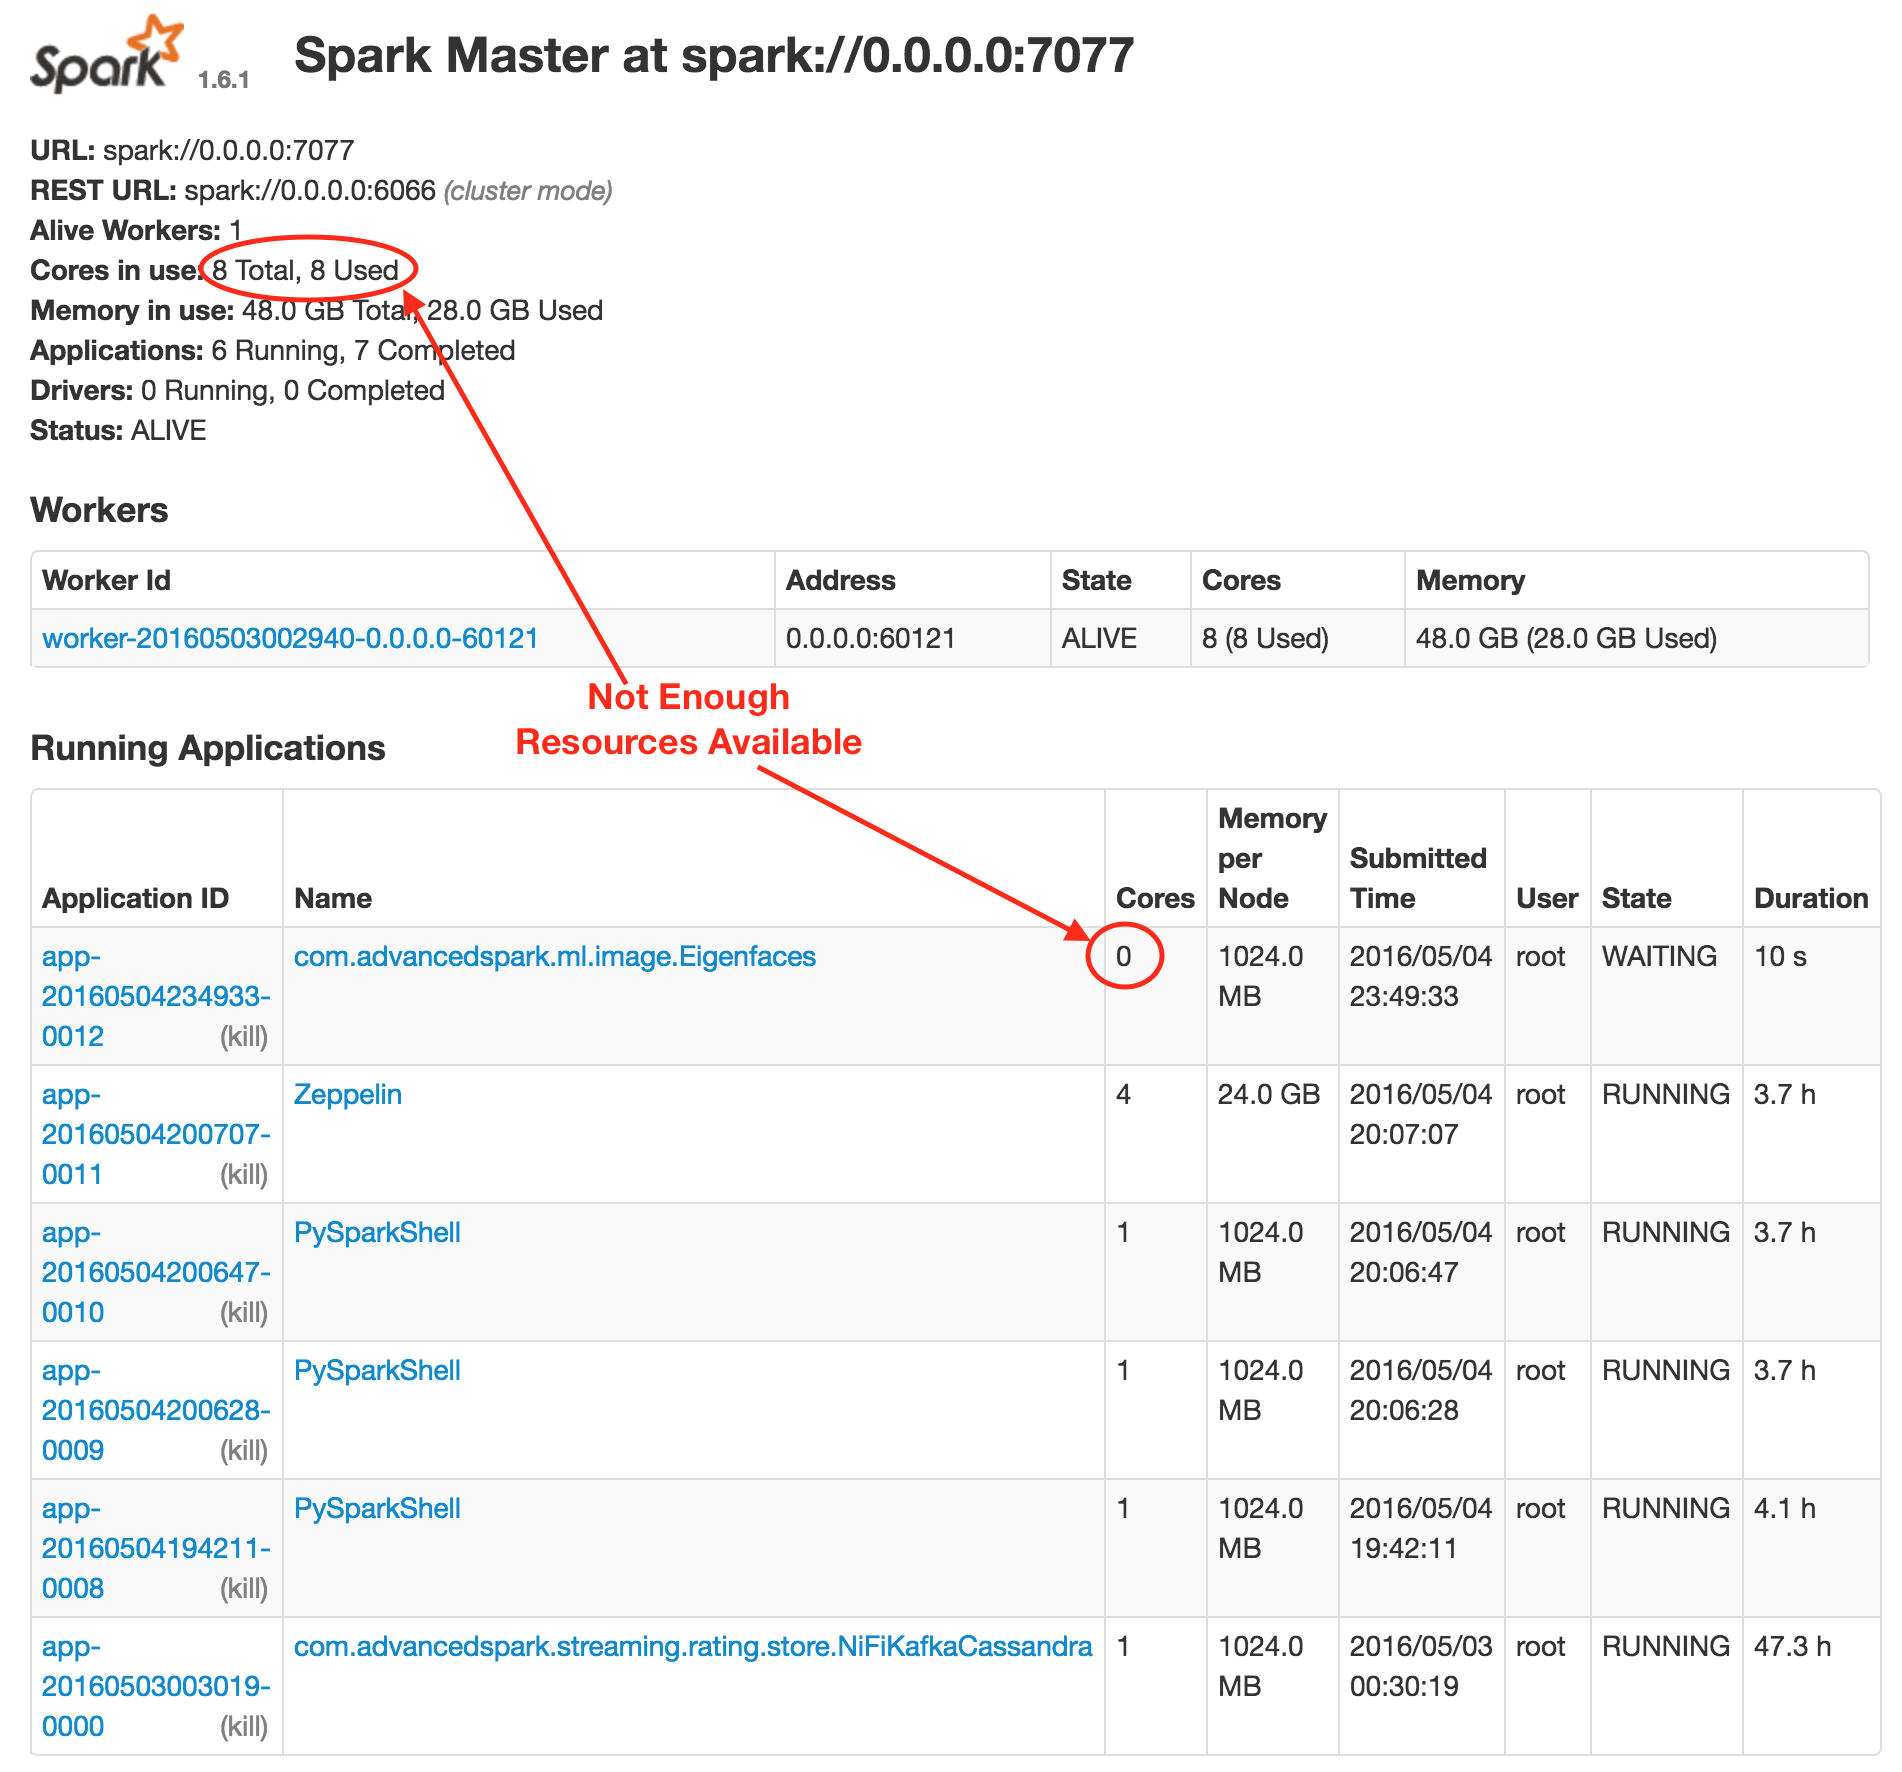 Spark 1.6.1 Spark Master at spark://0.0.0.0:7077
URL: spark://0.0.0.0:7077
REST URL: spark://0.0.0.0:6066 (cluster mode)
Alive Workers: 1
Cores in use: 8 Total, 8 Used
Memory in use: 48.0 GB Total, 28.0 GB Used
Applications: 6 Running, 7 Completed
Drivers: 0 Running, 0 Completed
Status: ALIVE
Workers
Worker Id Address State Cores Memory
worker-20160503002940-0.0.0.0-60121 0.0.0.0:60121 ALIVE 8 (8 Used) 48.0 GB (28.0 GB Used)
Not Enough
Resources Available
Running Applications
Memory
per Submitted
Application ID Name Cores Node Time User State Duration
app- com.advancedspark.ml.image.Eigenfaces 0 1024.0 2016/05/04 root WAITING 10 s
20160504234933- MB 23:49:33
0012 (kill)
app- Zeppelin 4 24.0 GB 2016/05/04 root RUNNING 3.7 h
20160504200707- 20:07:07
0011 (kill)
app- PySparkShell 1 1024.0 2016/05/04 root RUNNING 3.7 h
20160504200647- MB 20:06:47
0010 (kill)
app- PySparkShell 1 1024.0 2016/05/04 root RUNNING 3.7 h
20160504200628- MB 20:06:28
0009 (kill)
app- PySparkShell 1 1024.0 2016/05/04 root RUNNING 4.1 h
20160504194211- MB 19:42:11
0008 (kill)
app- com.advancedspark.streaming.rating.store.NiFiKafkaCassandra 1 1024.0 2016/05/03 root RUNNING 47.3 h
20160503003019- MB 00:30:19
0000 (kill)